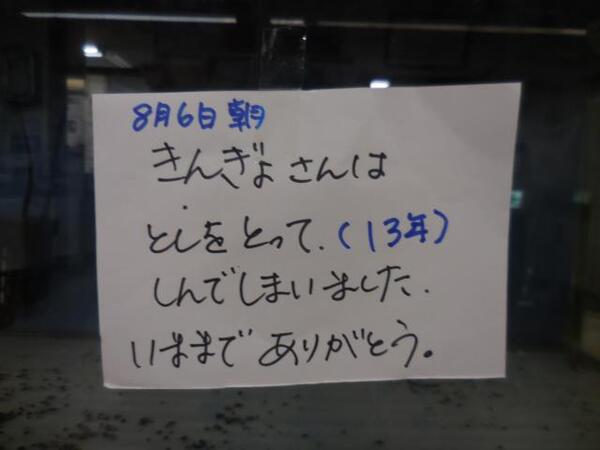 8月6日 朝
きんぎょさんは
としをとって.(13年)
しんでしまいました.
いままで ありがとう。